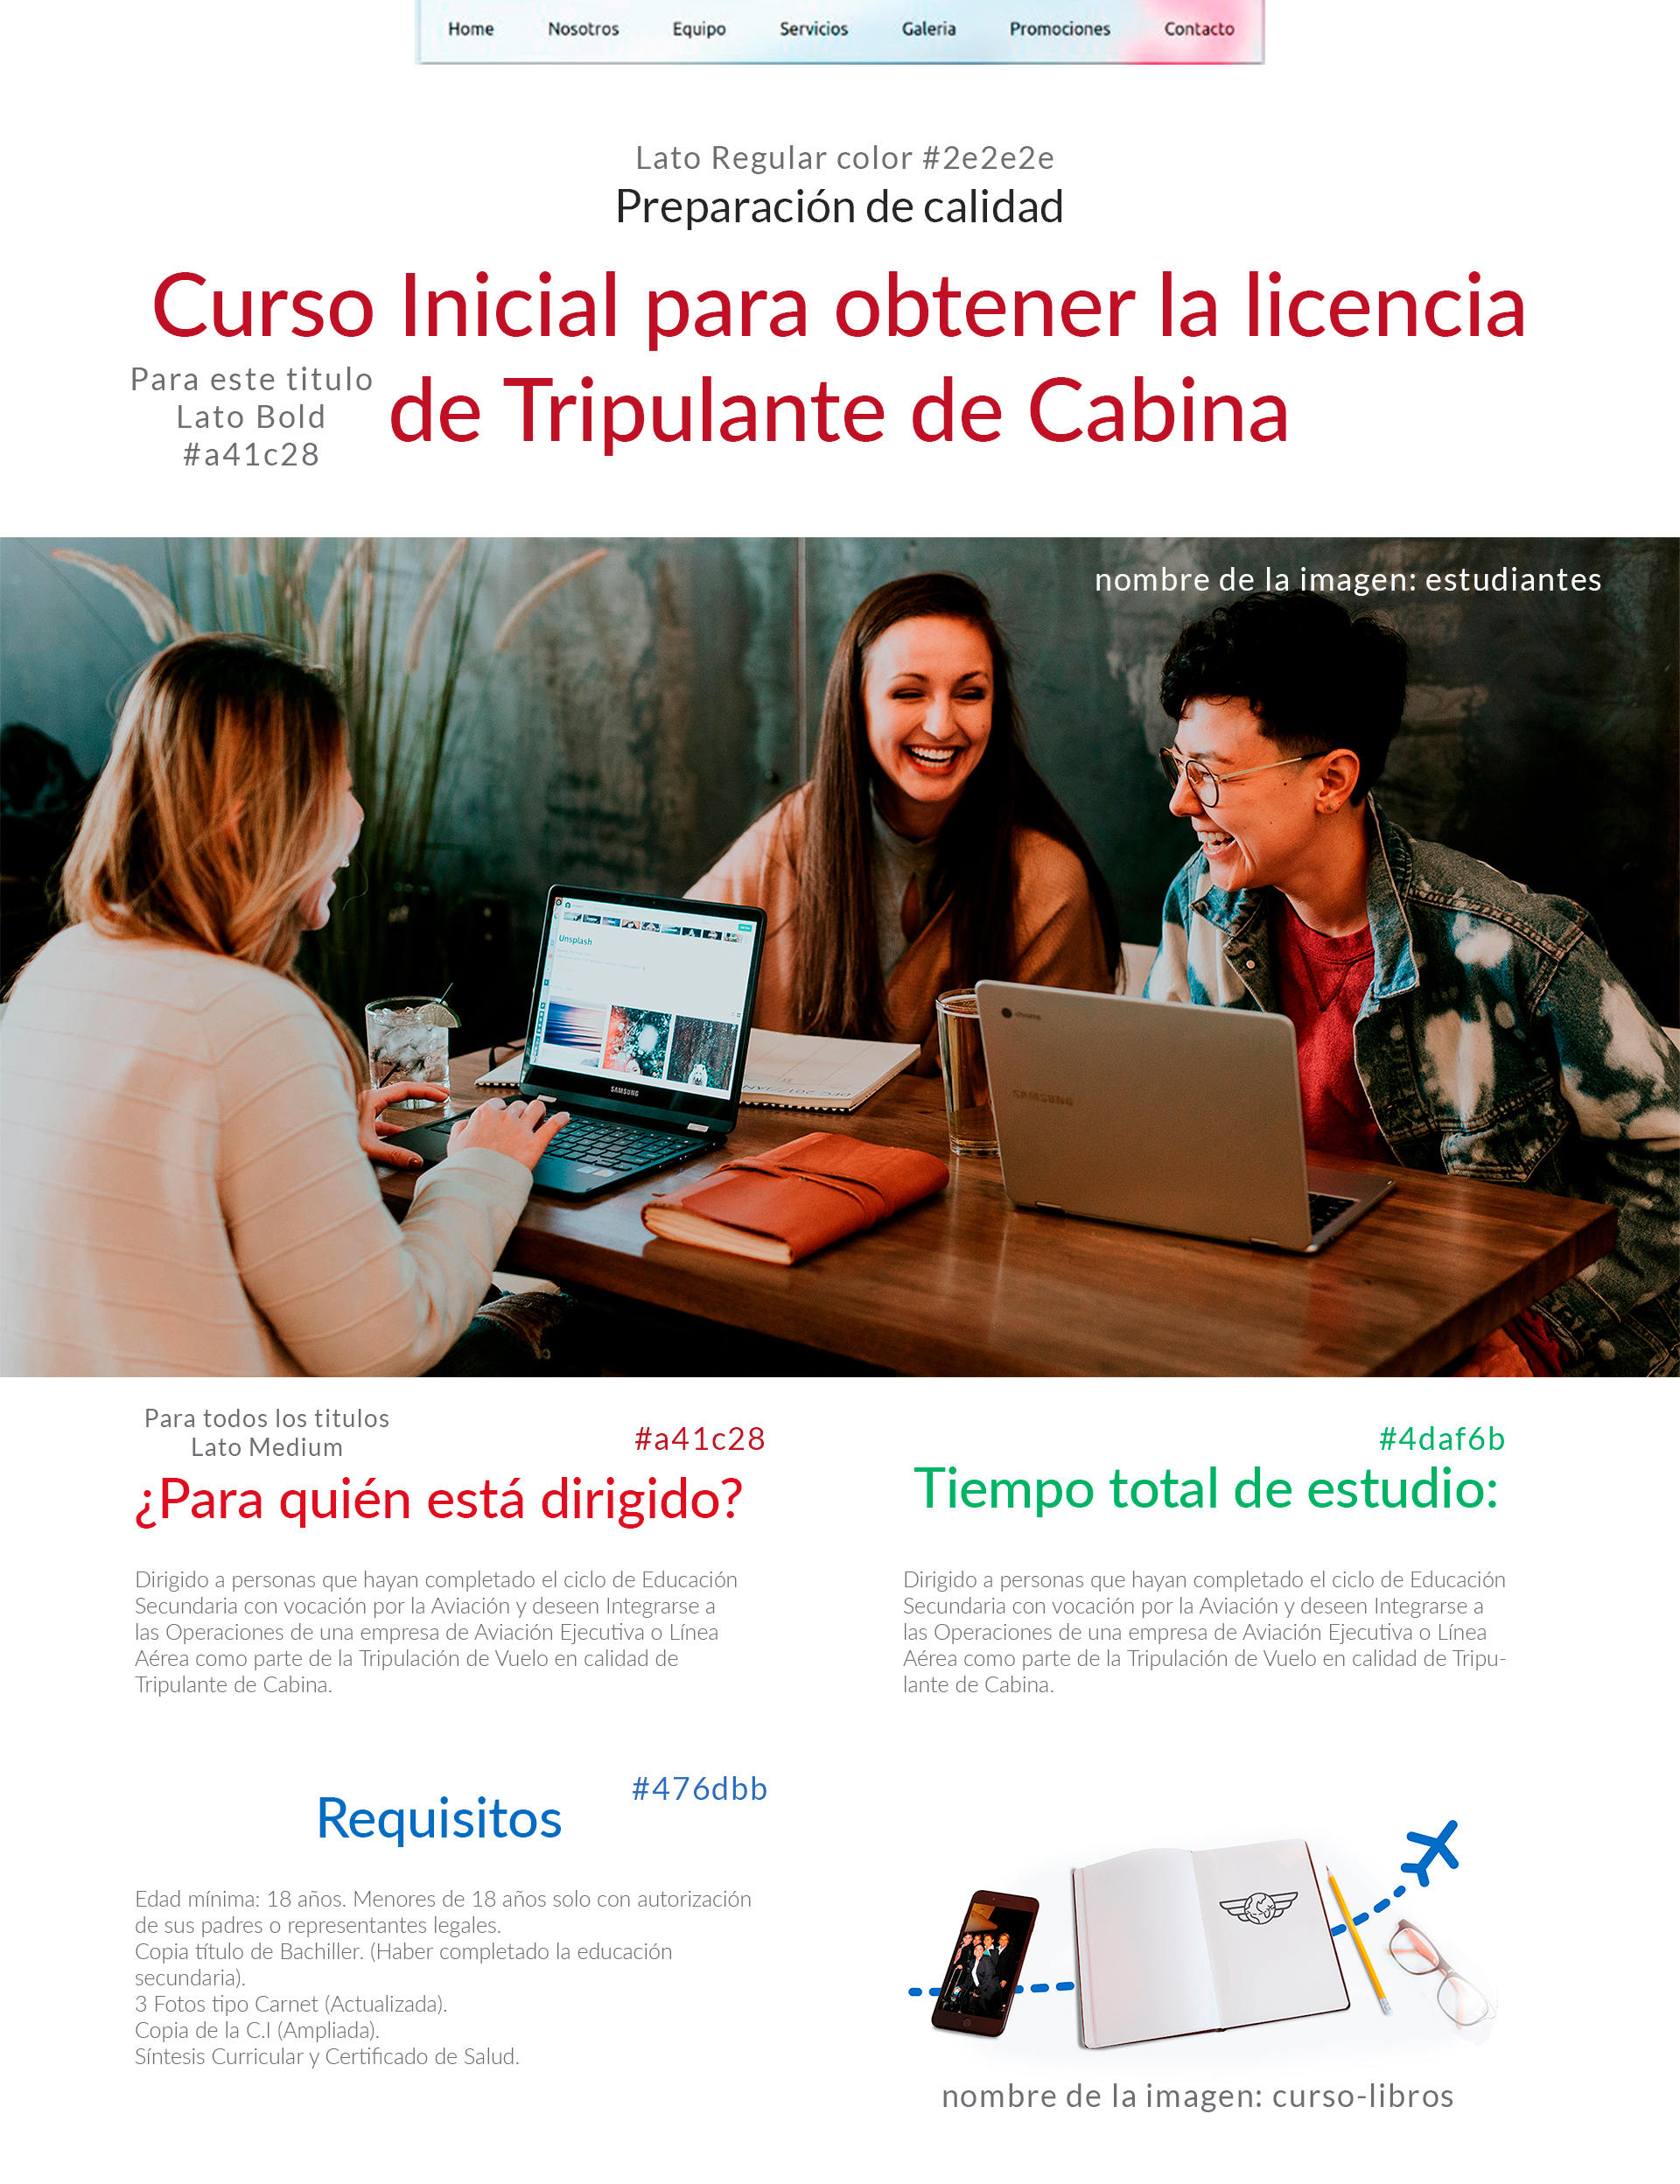 Home Nosotros Equipo Servicios Galeria Promociones Contacto
Lato Regular color #2e2e2e
Preparación de calidad
Curso Inicial para obtener la licencia
de Tripulante de Cabina
Para este titulo
Lato Bold
#a41c28
nombre de la imagen: estudiantes
Unsplash
SAMSUNG
chrome
SAMSUNG
Para todos los titulos
Lato Medium
#a41c28
¿Para quién está dirigido?
Dirigido a personas que hayan completado el ciclo de Educación
Secundaria con vocación por la Aviación y deseen Integrarse a
las Operaciones de una empresa de Aviación Ejecutiva o Línea
Aérea como parte de la Tripulación de Vuelo en calidad de
Tripulante de Cabina.
#4daf6b
Tiempo total de estudio:
Dirigido a personas que hayan completado el ciclo de Educación
Secundaria con vocación por la Aviación y deseen Integrarse a
las Operaciones de una empresa de Aviación Ejecutiva o Línea
Aérea como parte de la Tripulación de Vuelo en calidad de Tripu-
lante de Cabina.
#476dbb
Requisitos
Edad mínima: 18 años. Menores de 18 años solo con autorización
de sus padres o representantes legales.
Copia título de Bachiller. (Haber completado la educación
secundaria).
3 Fotos tipo Carnet (Actualizada).
Copia de la C.I (Ampliada).
Síntesis Curricular y Certificado de Salud.
nombre de la imagen: curso-libros